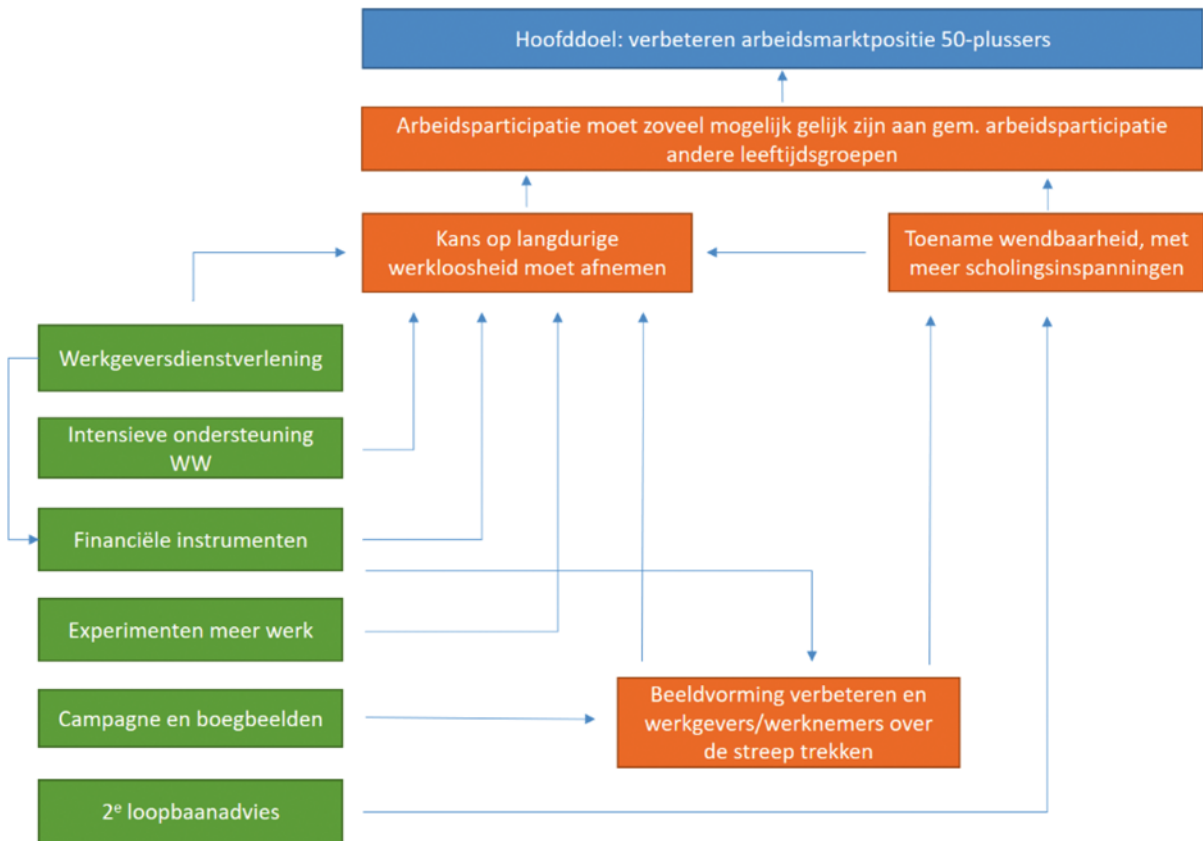 Hoofddoel: verbeteren arbeidsmarktpositie 50-plussers
Arbeidsparticipatie moet zoveel mogelijk gelijk zijn aan gem. arbeidsparticipatie
andere leeftijdsgroepen
Kans op langdurige
werkloosheid moet afnemen
Toename wendbaarheid, met
meer scholingsinspanningen
Werkgeversdienstverlening
Intensieve ondersteuning
WW
Financiële instrumenten
Experimenten meer werk
Campagne en boegbeelden
Beeldvorming verbeteren en
werkgevers/werknemers over
de streep trekken
2e loopbaanadvies